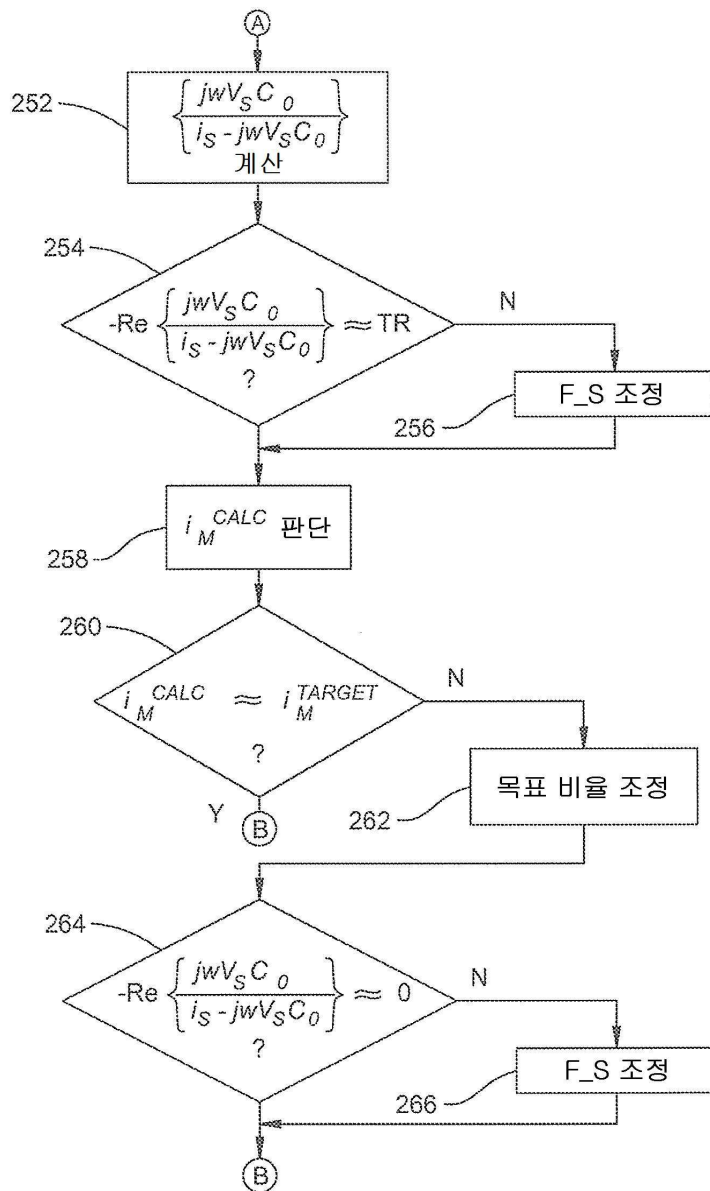 A
252
{ jwV_S C_0 / i_S - jwV_S C_0 }
계산
254
-Re { jwV_S C_0 / i_S - jwV_S C_0 } ≈ TR
?
N
F_S 조정
256
i_M^CALC 판단
258
260
i_M^CALC ≈ i_M^TARGET
?
N
목표 비율 조정
262
Y
B
264
-Re { jwV_S C_0 / i_S - jwV_S C_0 } ≈ 0
?
N
F_S 조정
266
B